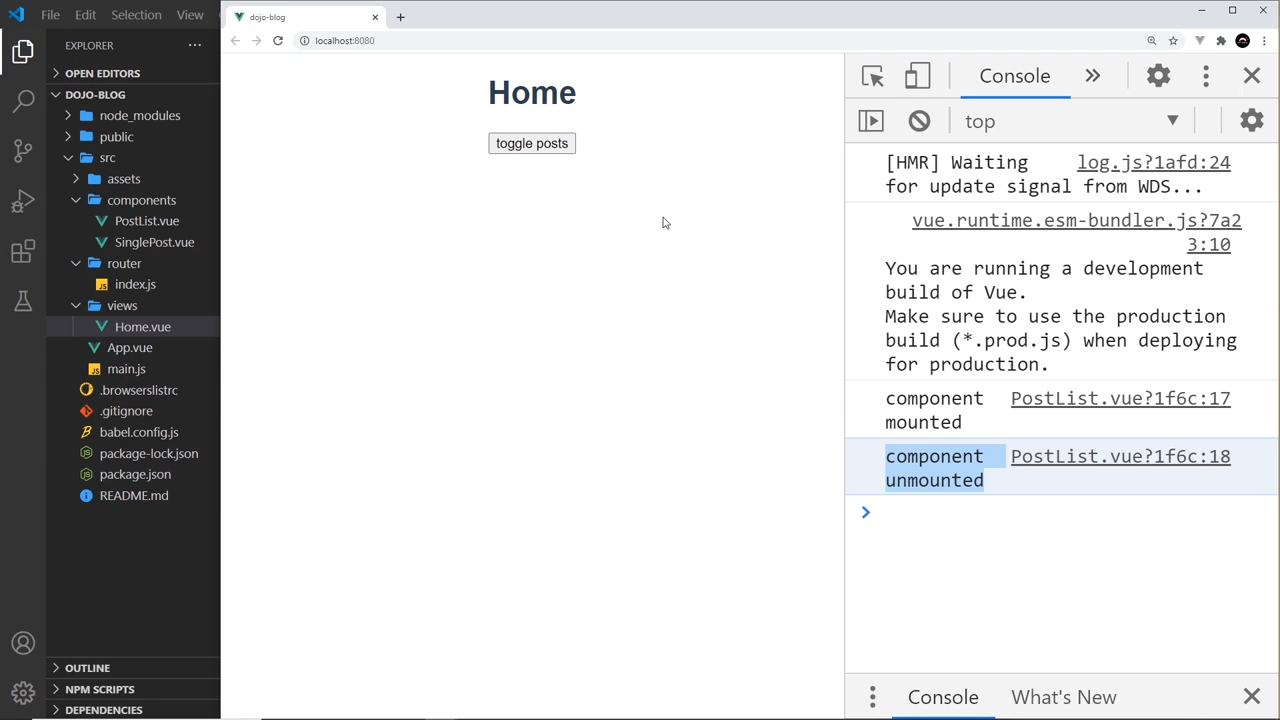 File Edit Selection View
EXPLORER
OPEN EDITORS
DOJO-BLOG
node_modules
public
src
assets
components
PostList.vue
SinglePost.vue
router
JS index.js
views
Home.vue
App.vue
JS main.js
.browserslistrc
.gitignore
babel.config.js
package-lock.json
package.json
README.md
OUTLINE
NPM SCRIPTS
DEPENDENCIES
dojo-blog
localhost:8080
Home
toggle posts
Console
top
[HMR] Waiting log.js?1afd:24
for update signal from WDS...
vue.runtime.esm-bundler.js?7a2
3:10
You are running a development
build of Vue.
Make sure to use the production
build (*.prod.js) when deploying
for production.
component PostList.vue?1f6c:17
mounted
component PostList.vue?1f6c:18
unmounted
Console What's New